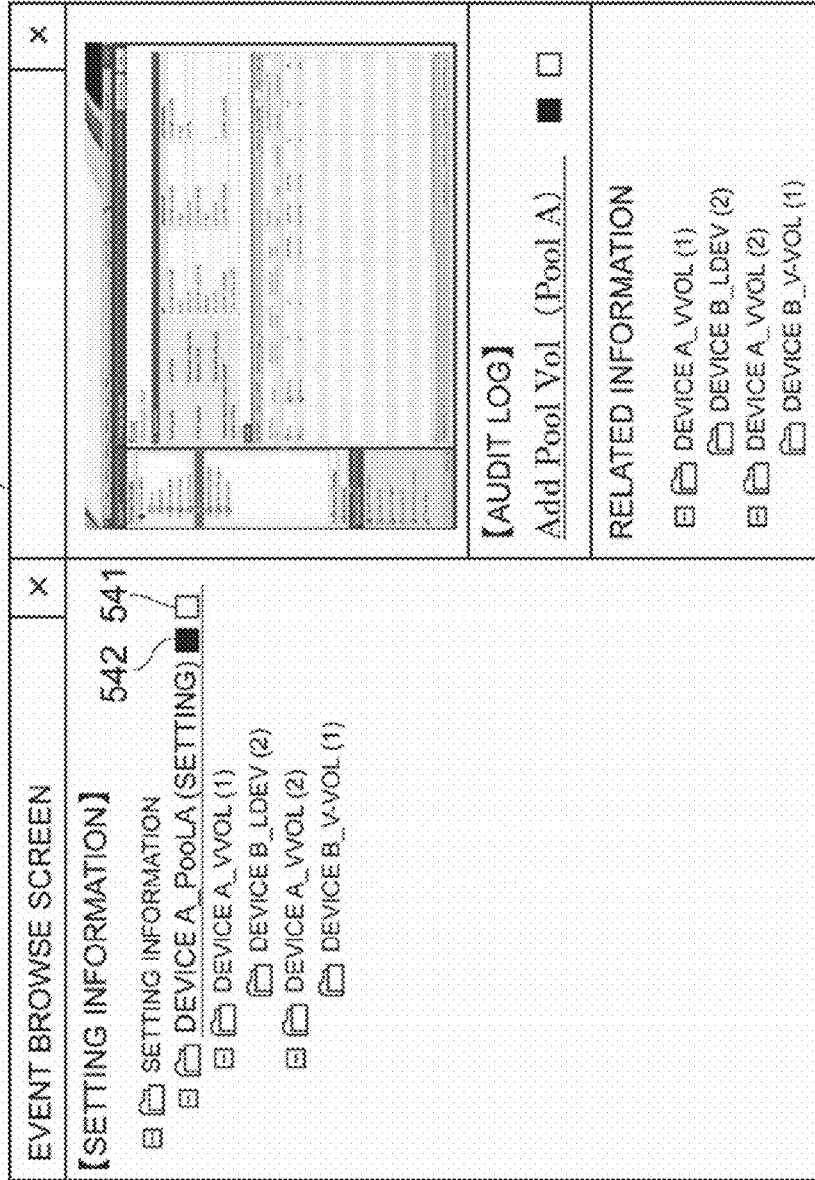 EVENT BROWSE SCREEN
X
【SETTING INFORMATION】
542 541
SETTING INFORMATION
DEVICE A_PooLA (SETTING)
DEVICE A_VVOL (1)
DEVICE B_LDEV (2)
DEVICE A_VVOL (2)
DEVICE B_V-VOL (1)
X
【AUDIT LOG】
Add Pool Vol (Pool A)
RELATED INFORMATION
DEVICE A_VVOL (1)
DEVICE B_LDEV (2)
DEVICE A_VVOL (2)
DEVICE B_V-VOL (1)